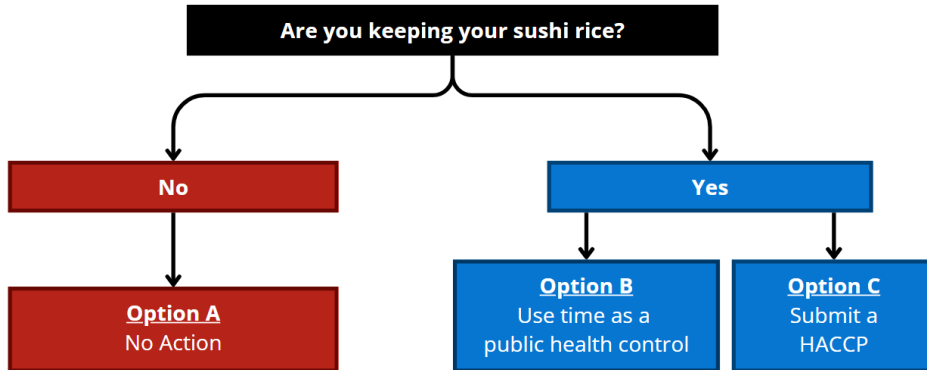 Are you keeping your sushi rice?
No
Yes
Option A
No Action
Option B
Use time as a
public health control
Option C
Submit a
HACCP